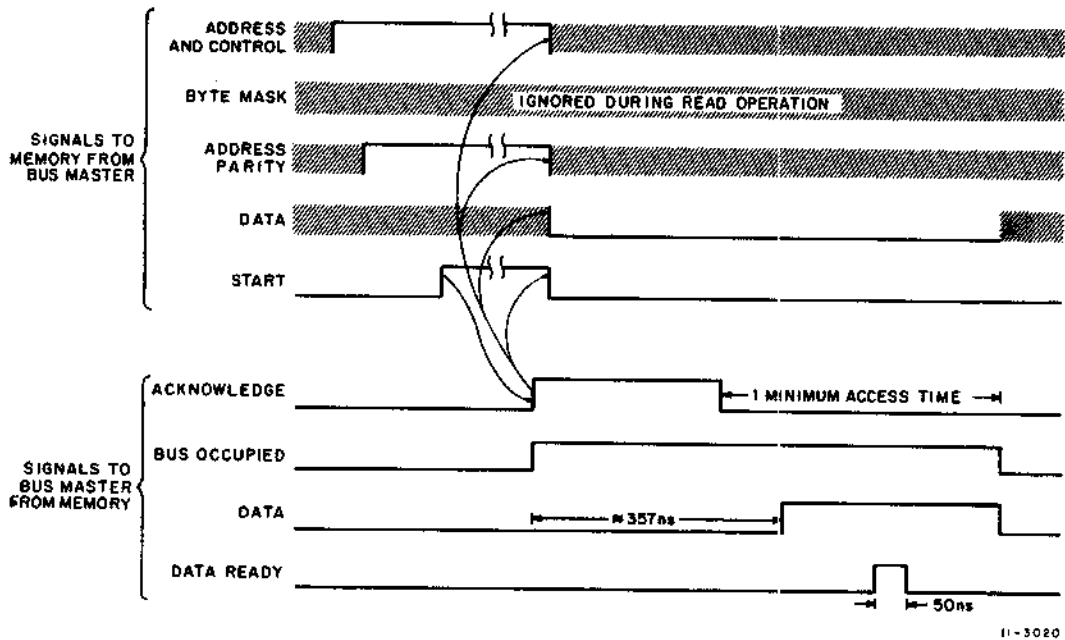 ADDRESS
AND CONTROL
BYTE MASK
IGNORED DURING READ OPERATION
SIGNALS TO
MEMORY FROM
BUS MASTER
ADDRESS
PARITY
DATA
START
ACKNOWLEDGE
1 MINIMUM ACCESS TIME
BUS OCCUPIED
SIGNALS TO
BUS MASTER
FROM MEMORY
DATA
≈357ns
DATA READY
50ns
11-3020